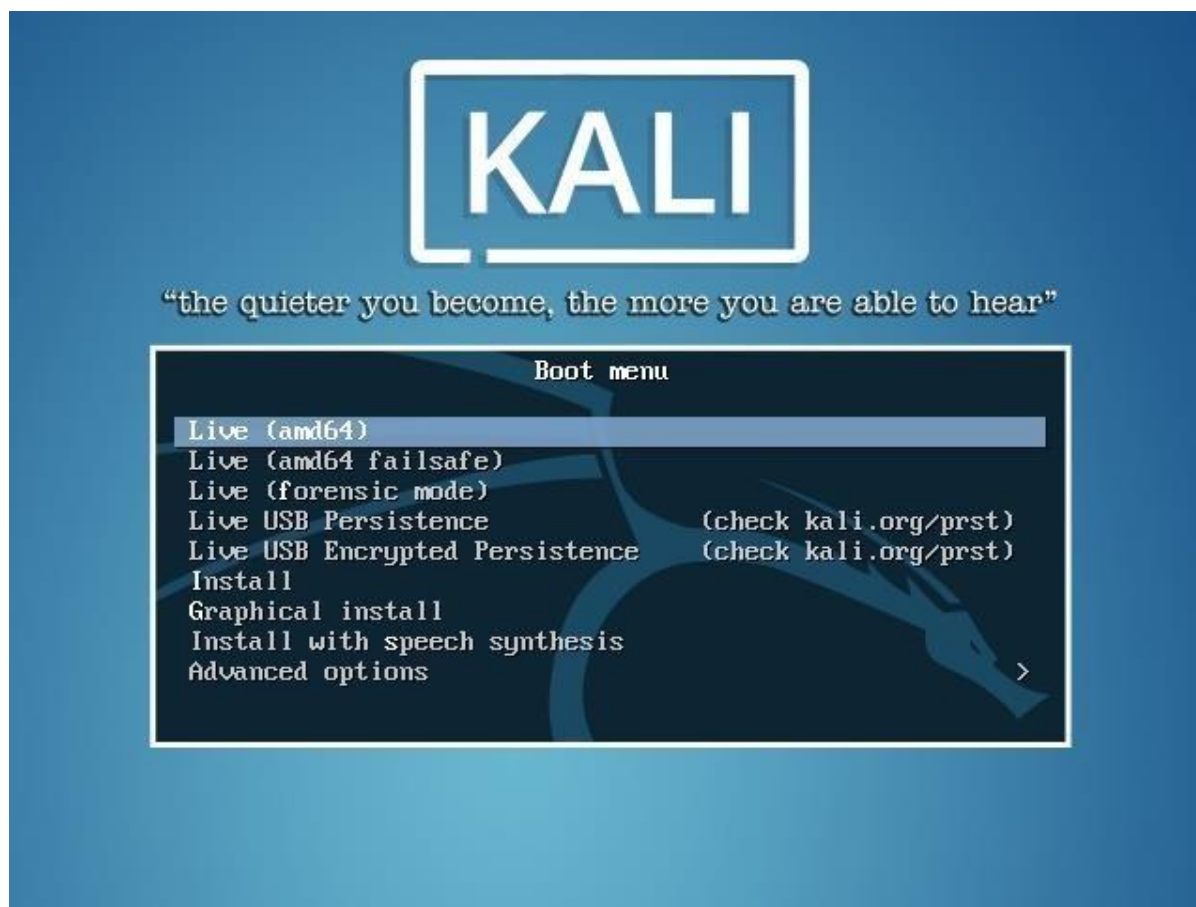 KALI
“the quieter you become, the more you are able to hear”
Boot menu
Live (amd64)
Live (amd64 failsafe)
Live (forensic mode)
Live USB Persistence (check kali.org/prst)
Live USB Encrypted Persistence (check kali.org/prst)
Install
Graphical install
Install with speech synthesis
Advanced options >